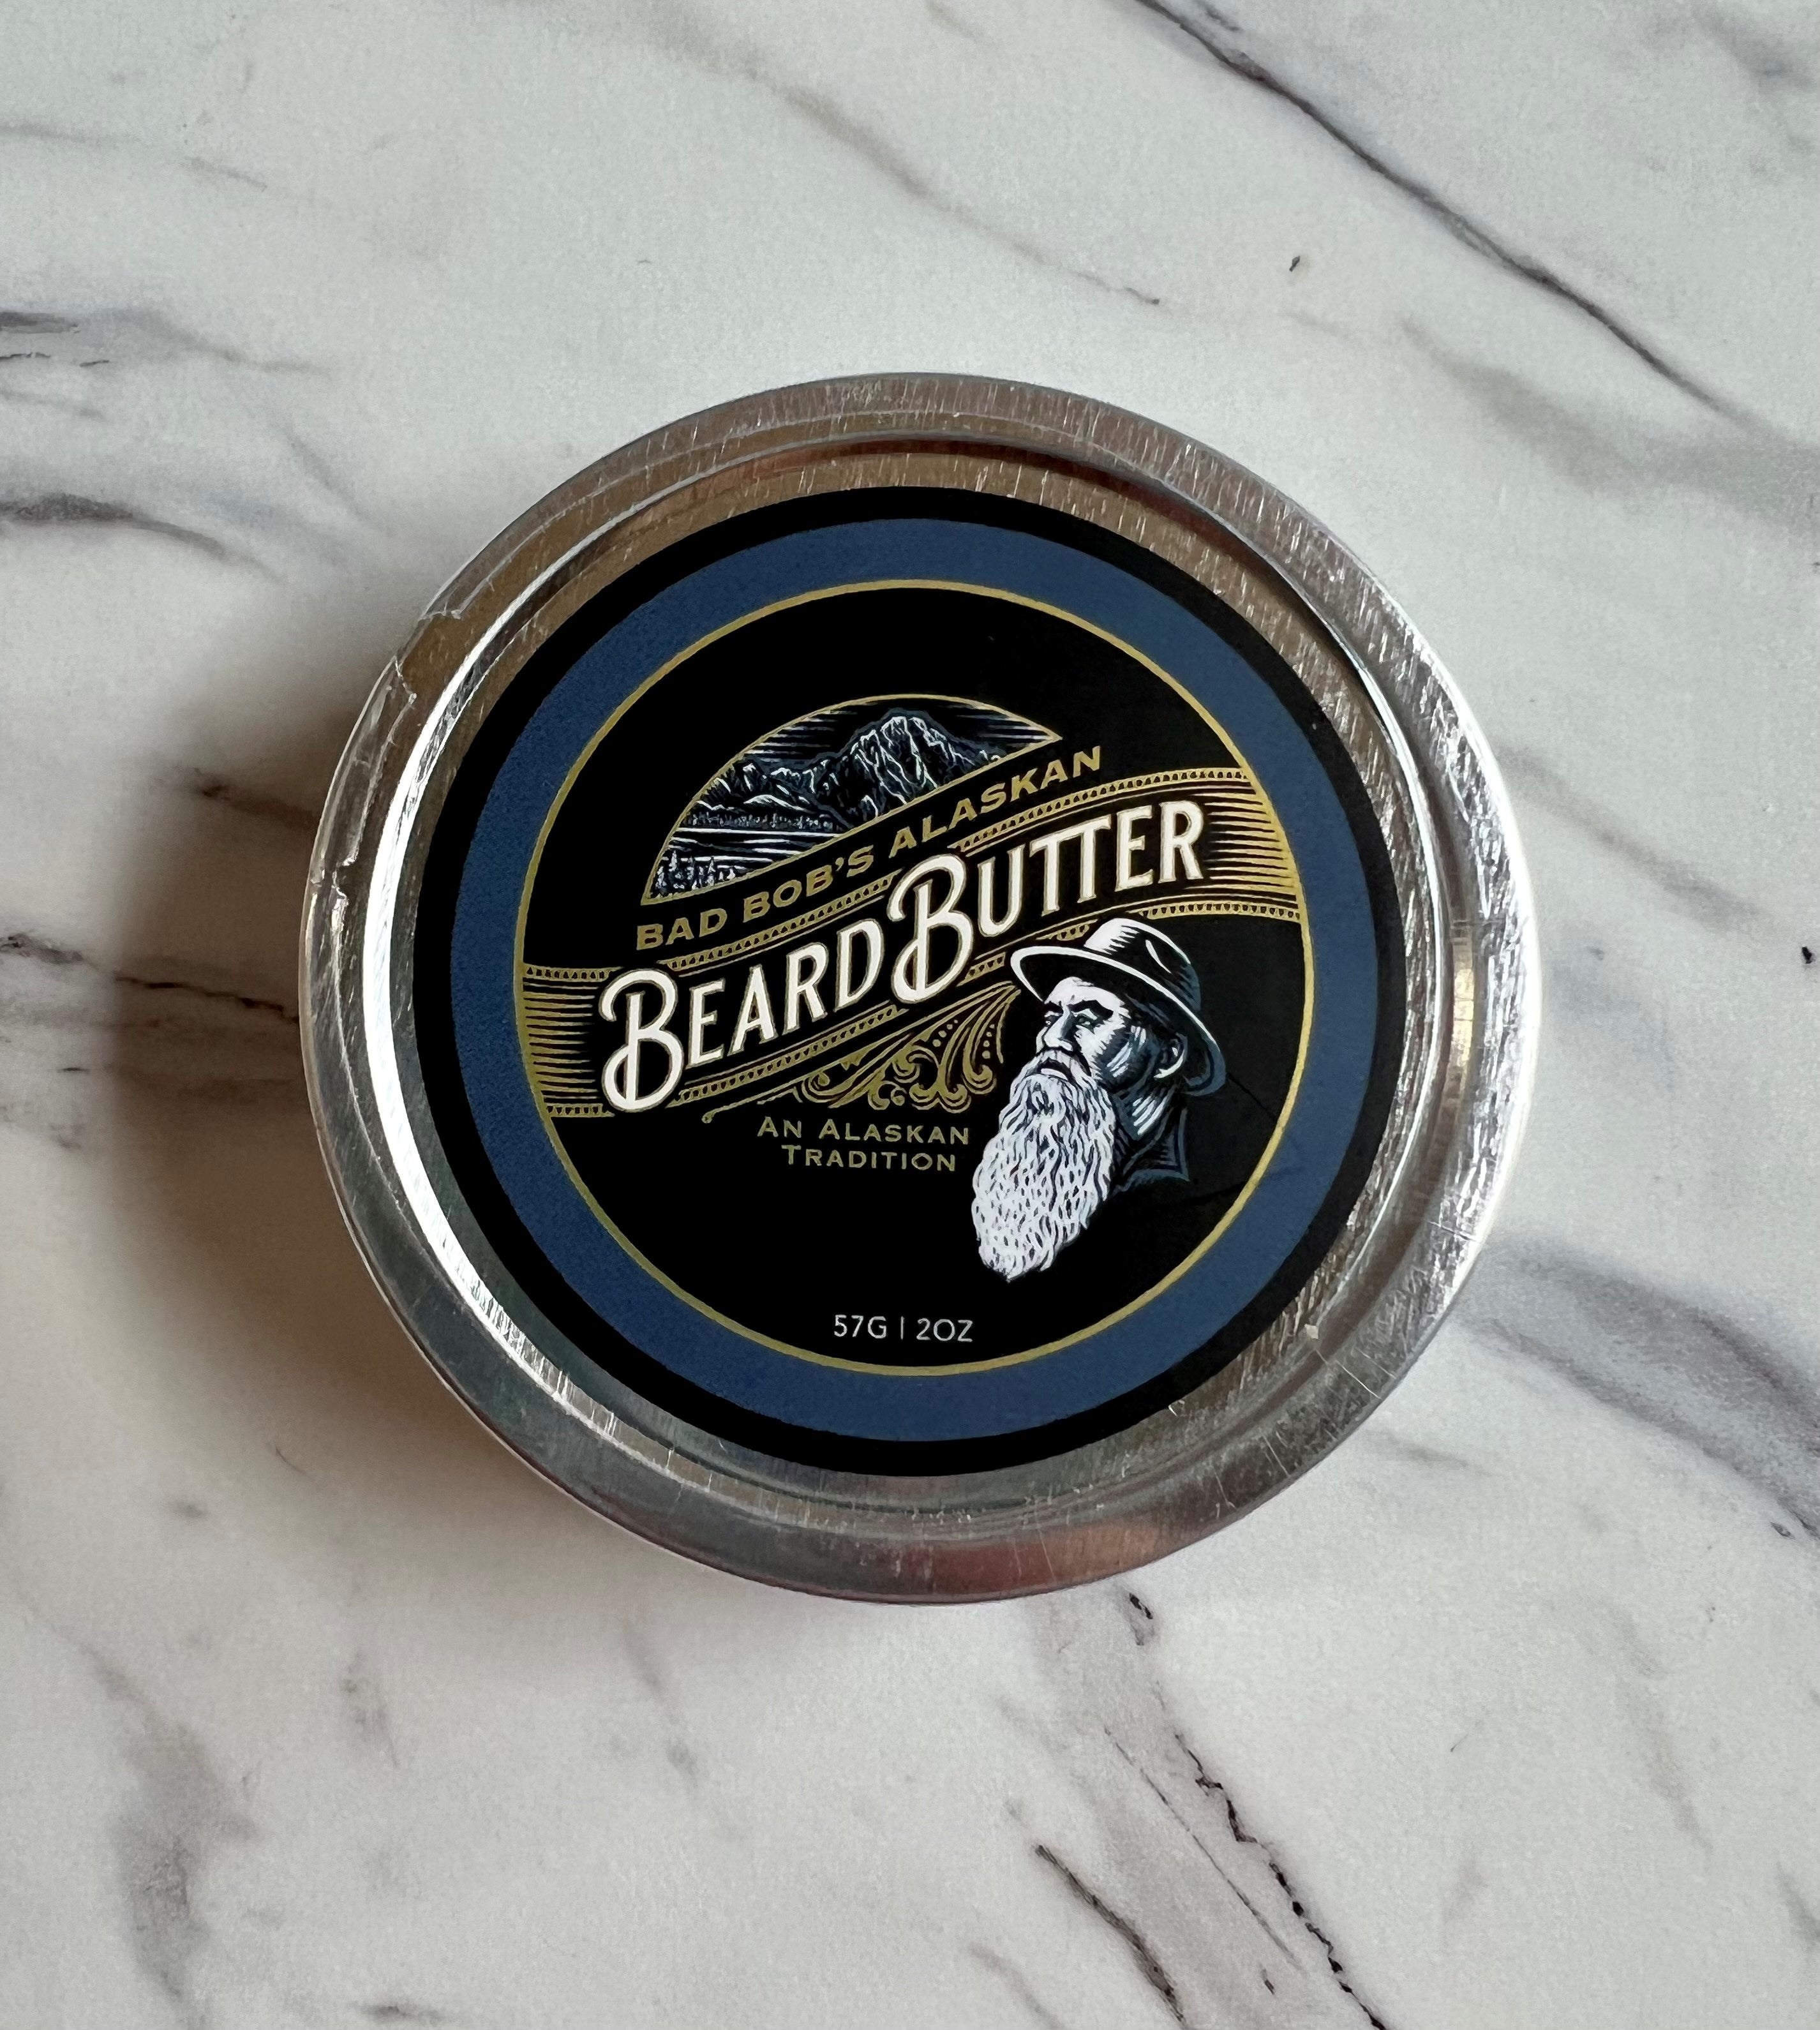 BAD BOB'S ALASKAN
BEARD BUTTER
AN ALASKAN
TRADITION
57G | 2OZ